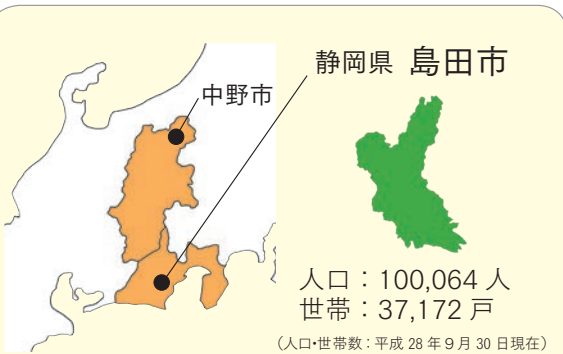 静岡県 島田市
中野市
人口：100,064 人
世帯：37,172 戸
（人口・世帯数：平成 28 年９月 30 日現在）